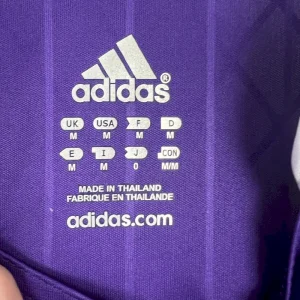 adidas®
UK USA F D
M M M M
E I J CON
M M O M/M
MADE IN THAILAND
FABRIQUE EN THAILANDE
adidas.com